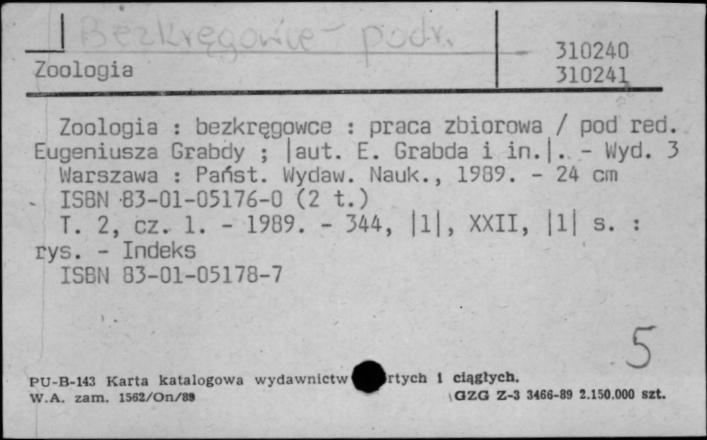 Bezkręgowce - podr.
310240
Zoologia
310241
Zoologia : bezkręgowce : praca zbiorowa / pod red.
Eugeniusza Grabdy ; |aut. E. Grabda i in.|. - Wyd. 3
Warszawa : Państ. Wydaw. Nauk., 1989. - 24 cm
ISBN 83-01-05176-0 (2 t.)
T. 2, cz. 1. - 1989. - 344, |1|, XXII, |1| s. :
rys. - Indeks
ISBN 83-01-05178-7
5
PU-B-143 Karta katalogowa wydawnictw rtych i ciągłych.
W.A. zam. 1562/On/89
GZG Z-3 3466-89 2.150.000 szt.